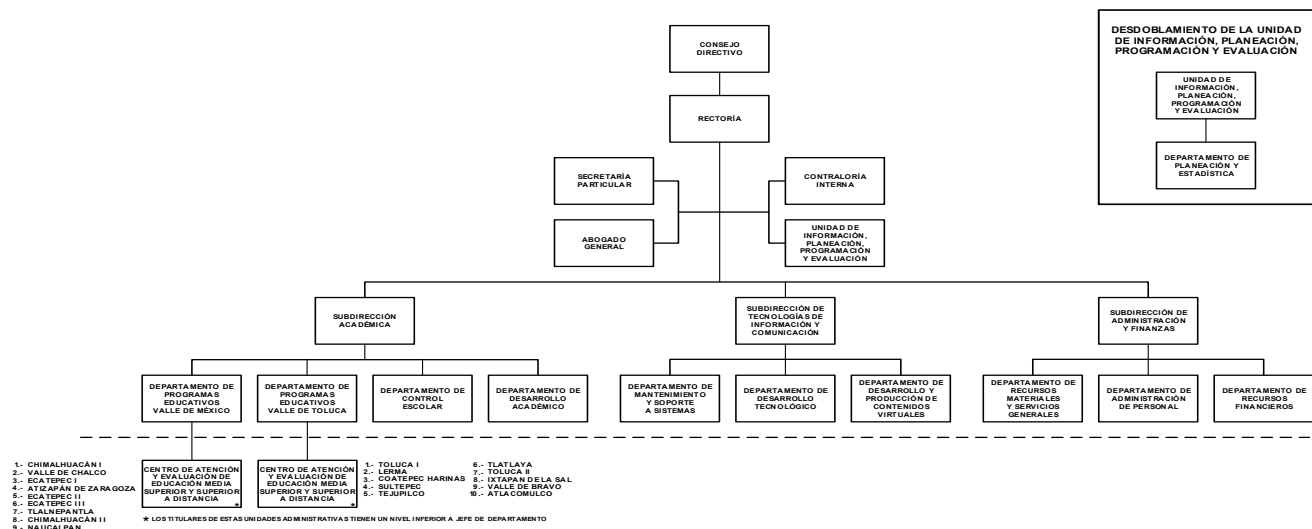 CONSEJO
DIRECTIVO
RECTORÍA
SECRETARÍA
PARTICULAR
CONTRALORÍA
INTERNA
ABOGADO
GENERAL
UNIDAD DE
INFORMACIÓN,
PLANEACIÓN,
PROGRAMACIÓN
Y EVALUACIÓN
DESDOBLAMIENTO DE LA UNIDAD
DE INFORMACIÓN, PLANEACIÓN,
PROGRAMACIÓN Y EVALUACIÓN
UNIDAD DE
INFORMACIÓN,
PLANEACIÓN,
PROGRAMACIÓN
Y EVALUACIÓN
DEPARTAMENTO DE
PLANEACIÓN Y
ESTADÍSTICA
SUBDIRECCIÓN
ACADÉMICA
SUBDIRECCIÓN DE
TECNOLOGÍAS DE
INFORMACIÓN Y
COMUNICACIÓN
SUBDIRECCIÓN DE
ADMINISTRACIÓN
Y FINANZAS
DEPARTAMENTO DE
PROGRAMAS
EDUCATIVOS
VALLE DE MÉXICO
DEPARTAMENTO DE
PROGRAMAS
EDUCATIVOS
VALLE DE TOLUCA
DEPARTAMENTO DE
CONTROL
ESCOLAR
DEPARTAMENTO DE
DESARROLLO
ACADÉMICO
DEPARTAMENTO DE
MANTENIMIENTO
Y SOPORTE
A SISTEMAS
DEPARTAMENTO DE
DESARROLLO
TECNOLÓGICO
DEPARTAMENTO DE
DESARROLLO Y
PRODUCCIÓN DE
CONTENIDOS
VIRTUALES
DEPARTAMENTO DE
RECURSOS
MATERIALES
Y SERVICIOS
GENERALES
DEPARTAMENTO DE
ADMINISTRACIÓN
DE PERSONAL
DEPARTAMENTO DE
RECURSOS
FINANCIEROS
1.- CHIMALHUACÁN I
2.- VALLE DE CHALCO
3.- ECATEPEC I
4.- ATIZAPÁN DE ZARAGOZA
5.- ECATEPEC II
6.- ECATEPEC III
7.- TLALNEPANTLA
8.- CHIMALHUACÁN II
9.- NAUCALPAN
CENTRO DE ATENCIÓN
Y EVALUACIÓN DE
EDUCACIÓN MEDIA
SUPERIOR Y SUPERIOR
A DISTANCIA
*
CENTRO DE ATENCIÓN
Y EVALUACIÓN DE
EDUCACIÓN MEDIA
SUPERIOR Y SUPERIOR
A DISTANCIA
*
1.- TOLUCA I
2.- LERMA
3.- COATEPEC HARINAS
4.- SULTEPEC
5.- TEJUPILCO
6.- TLATLAYA
7.- TOLUCA II
8.- IXTAPAN DE LA SAL
9.- VALLE DE BRAVO
10.- ATLACOMULCO
* LOS TITULARES DE ESTAS UNIDADES ADMINISTRATIVAS TIENEN UN NIVEL INFERIOR A JEFE DE DEPARTAMENTO